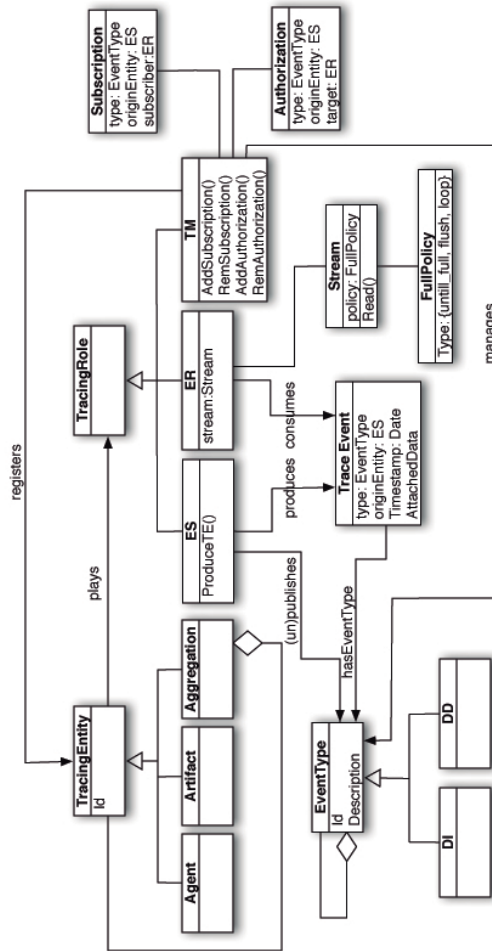 registers
plays
TracingEntity
Id
TracingRole
Agent
Artifact
Aggregation
ES
ProduceTE()
ER
stream:Stream
TM
AddSubscription()
RemSubscription()
AddAuthorization()
RemAuthorization()
Subscription
type: EventType
originEntity: ES
subscriber:ER
Authorization
type: EventType
originEntity: ES
target: ER
(un)publishes
produces
consumes
EventType
Id
Description
hasEventType
Trace Event
type: EventType
originEntity: ES
Timestamp: Date
AttachedData
Stream
policy: FullPolicy
Read()
FullPolicy
Type: {untill_full, flush, loop}
DI
DD
manages